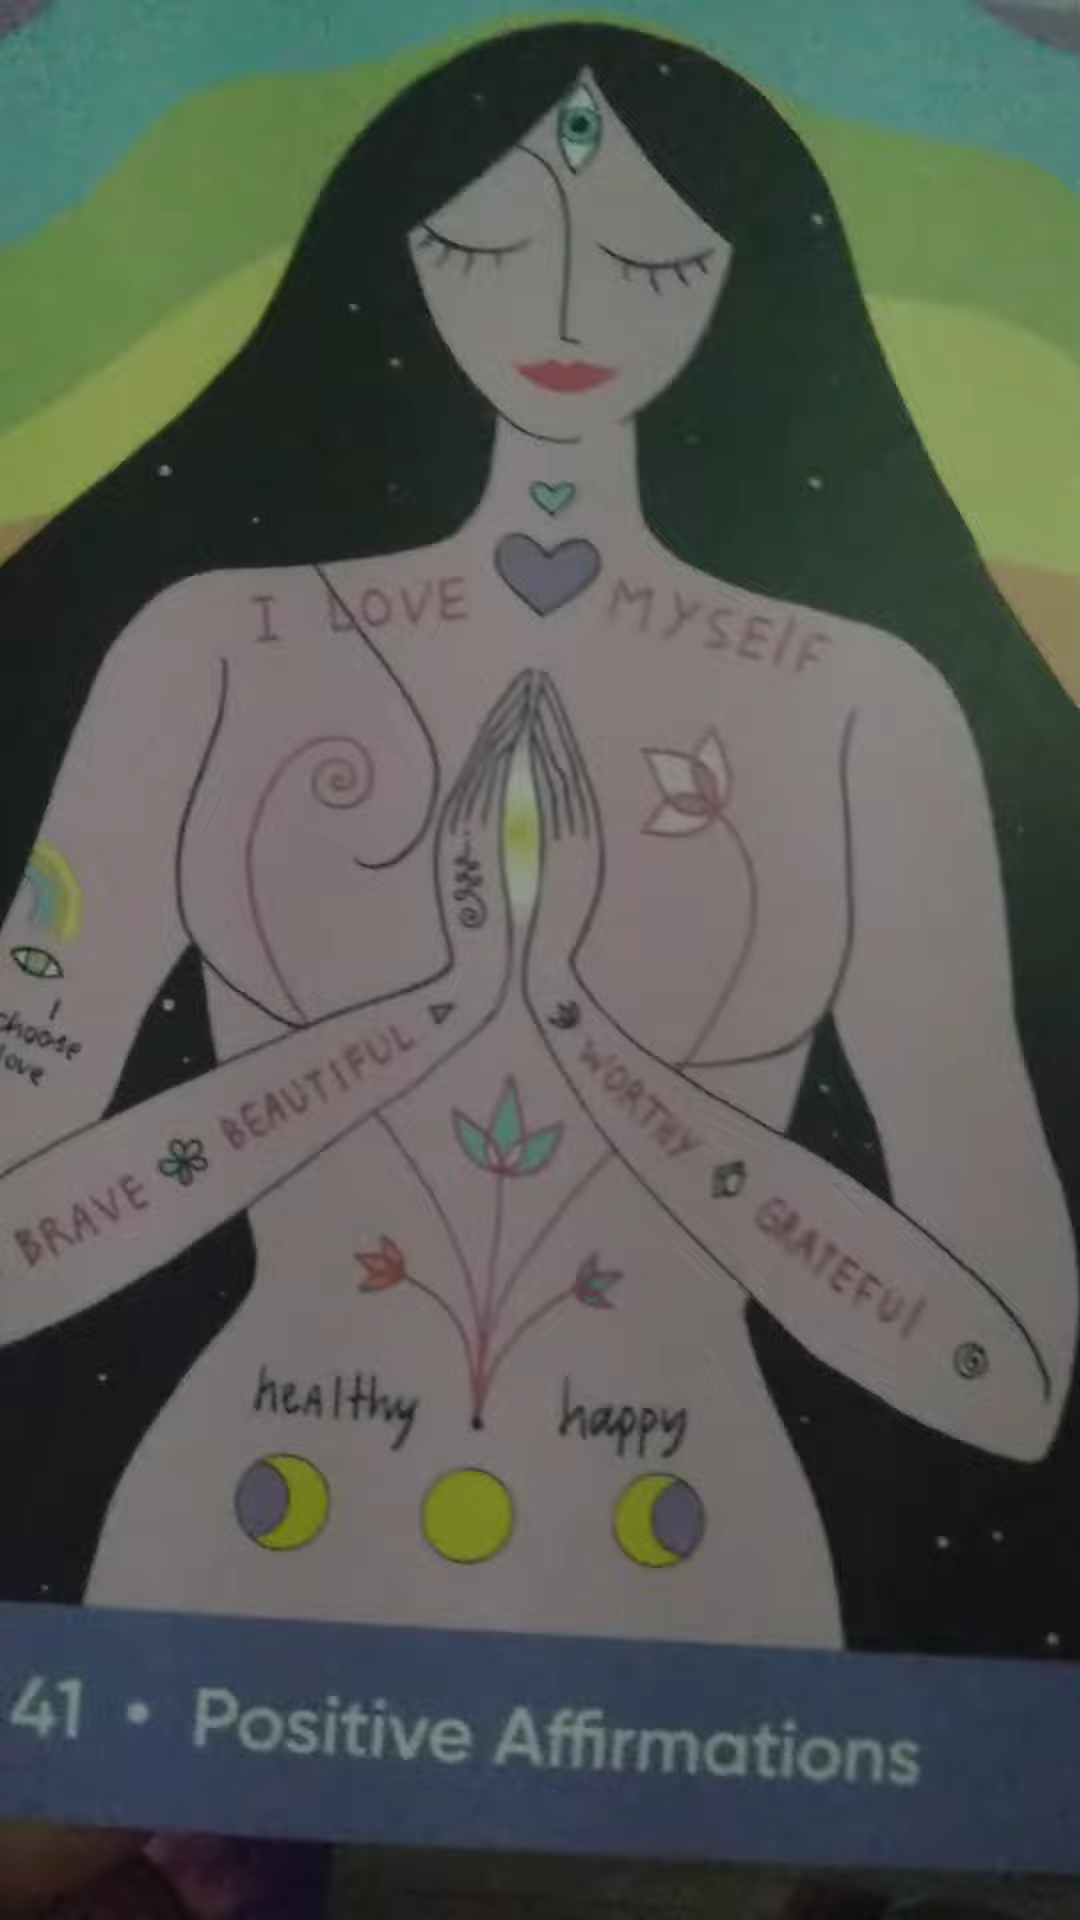 I LOVE MYSElF
I
choose
love
BRAVE BEAUTIFUL
WORTHY GRATEFUl
heAlthy happy
41 • Positive Affirmations